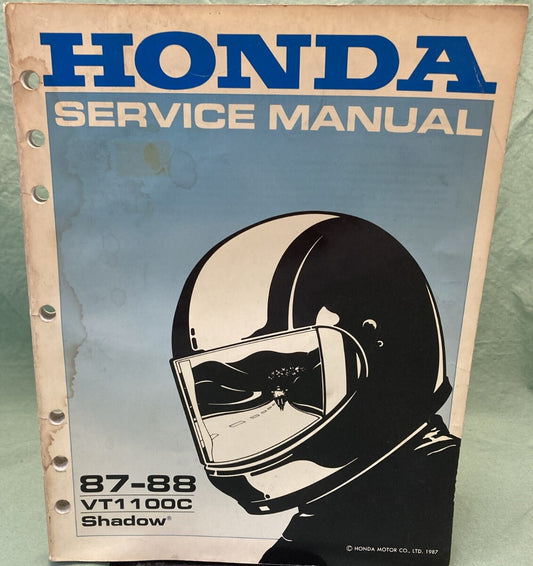 HONDA
SERVICE MANUAL
87-88
VT1100C
Shadow®
© HONDA MOTOR CO., LTD. 1987